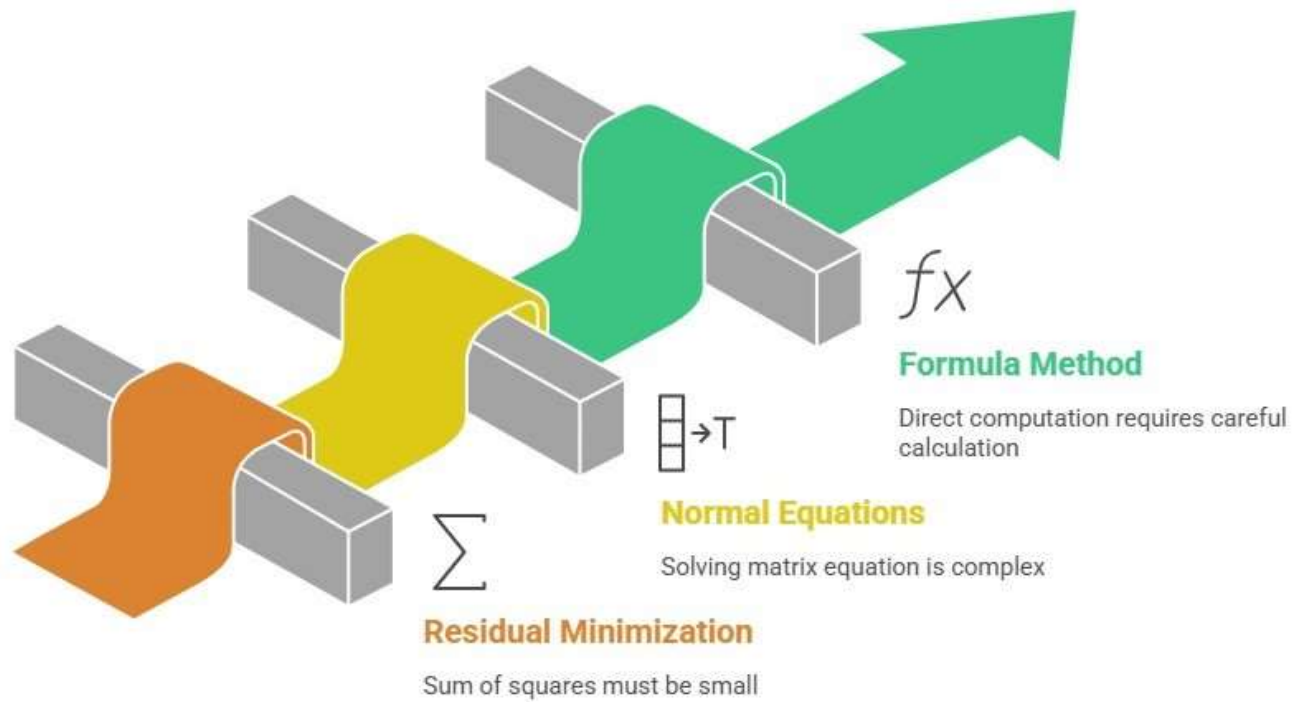 fx
Formula Method
Direct computation requires careful
calculation
→T
Normal Equations
Solving matrix equation is complex
∑
Residual Minimization
Sum of squares must be small